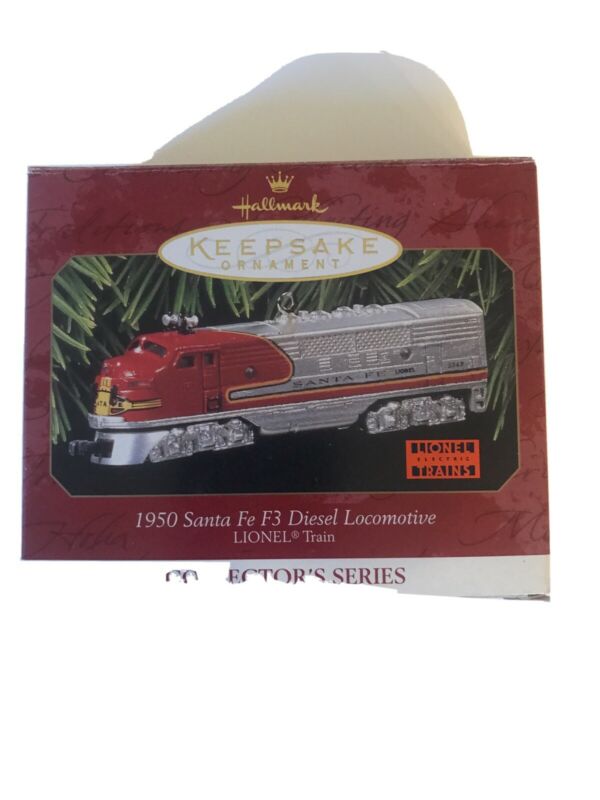 Hallmark
KEEPSAKE
ORNAMENT
SANTA FE LIONEL
LIONEL
ELECTRIC
TRAINS
1950 Santa Fe F3 Diesel Locomotive
LIONEL® Train
ECTOR'S SERIES